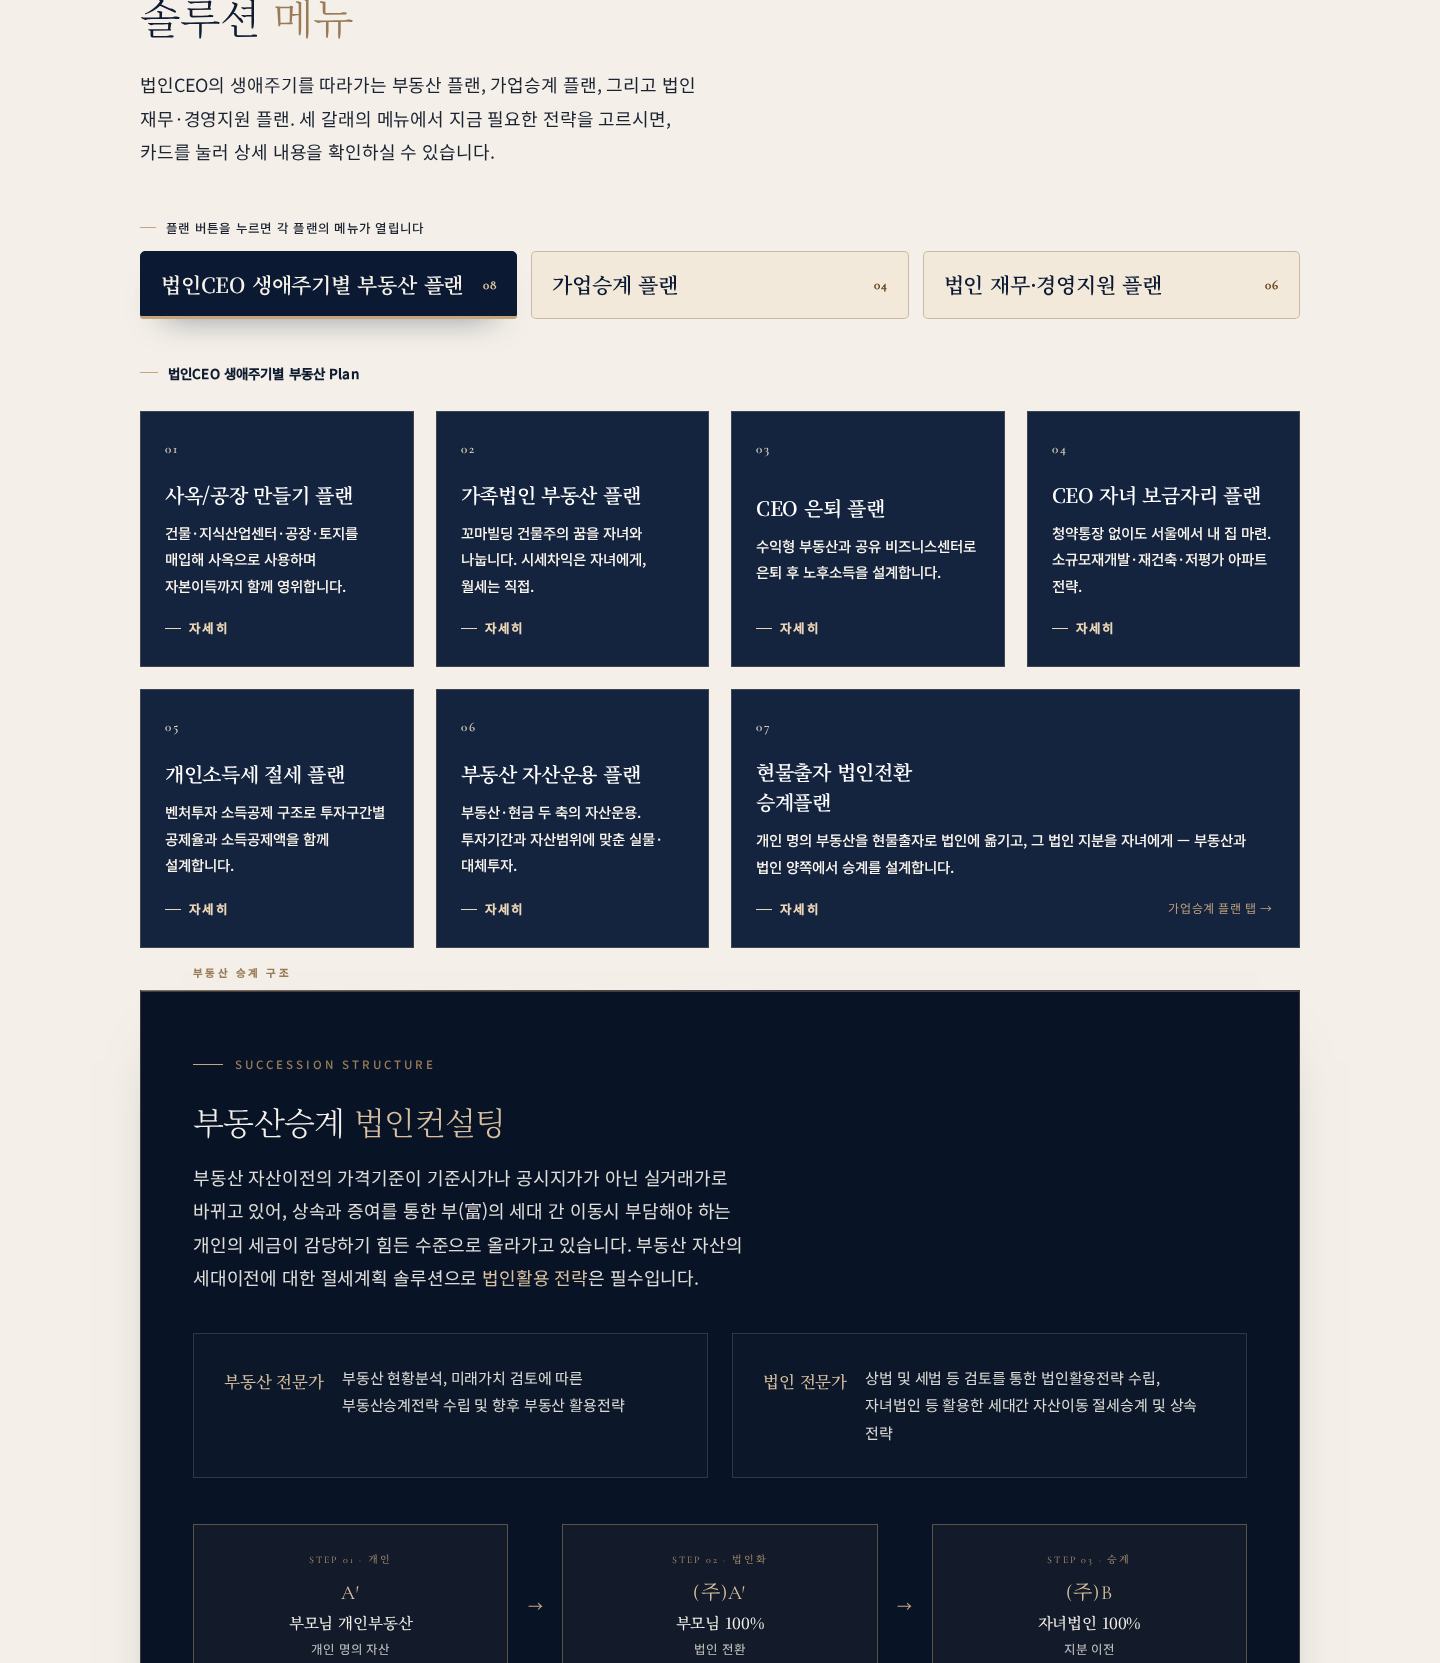 솔루션 메뉴
법인CEO의 생애주기를 따라가는 부동산 플랜, 가업승계 플랜, 그리고 법인
재무·경영지원 플랜. 세 갈래의 메뉴에서 지금 필요한 전략을 고르시면,
카드를 눌러 상세 내용을 확인하실 수 있습니다.
플랜 버튼을 누르면 각 플랜의 메뉴가 열립니다
법인CEO 생애주기별 부동산 플랜 08
가업승계 플랜 04
법인 재무·경영지원 플랜 06
법인CEO 생애주기별 부동산 Plan
01
사옥/공장 만들기 플랜
건물·지식산업센터·공장·토지를
매입해 사옥으로 사용하며
자본이득까지 함께 영위합니다.
자세히
02
가족법인 부동산 플랜
꼬마빌딩 건물주의 꿈을 자녀와
나눕니다. 시세차익은 자녀에게,
월세는 직접.
자세히
03
CEO 은퇴 플랜
수익형 부동산과 공유 비즈니스센터로
은퇴 후 노후소득을 설계합니다.
자세히
04
CEO 자녀 보금자리 플랜
청약통장 없이도 서울에서 내 집 마련.
소규모재개발·재건축·저평가 아파트
전략.
자세히
05
개인소득세 절세 플랜
벤처투자 소득공제 구조로 투자구간별
공제율과 소득공제액을 함께
설계합니다.
자세히
06
부동산 자산운용 플랜
부동산·현금 두 축의 자산운용.
투자기간과 자산범위에 맞춘 실물·
대체투자.
자세히
07
현물출자 법인전환
승계플랜
개인 명의 부동산을 현물출자로 법인에 옮기고, 그 법인 지분을 자녀에게 — 부동산과
법인 양쪽에서 승계를 설계합니다.
자세히
가업승계 플랜 탭 →
부동산 승계 구조
SUCCESSION STRUCTURE
부동산승계 법인컨설팅
부동산 자산이전의 가격기준이 기준시가나 공시지가가 아닌 실거래가로
바뀌고 있어, 상속과 증여를 통한 부(富)의 세대 간 이동시 부담해야 하는
개인의 세금이 감당하기 힘든 수준으로 올라가고 있습니다. 부동산 자산의
세대이전에 대한 절세계획 솔루션으로 법인활용 전략은 필수입니다.
부동산 전문가
부동산 현황분석, 미래가치 검토에 따른
부동산승계전략 수립 및 향후 부동산 활용전략
법인 전문가
상법 및 세법 등 검토를 통한 법인활용전략 수립,
자녀법인 등 활용한 세대간 자산이동 절세승계 및 상속
전략
STEP 01 · 개인
A'
부모님 개인부동산
개인 명의 자산
→
STEP 02 · 법인화
(주)A'
부모님 100%
법인 전환
→
STEP 03 · 승계
(주)B
자녀법인 100%
지분 이전